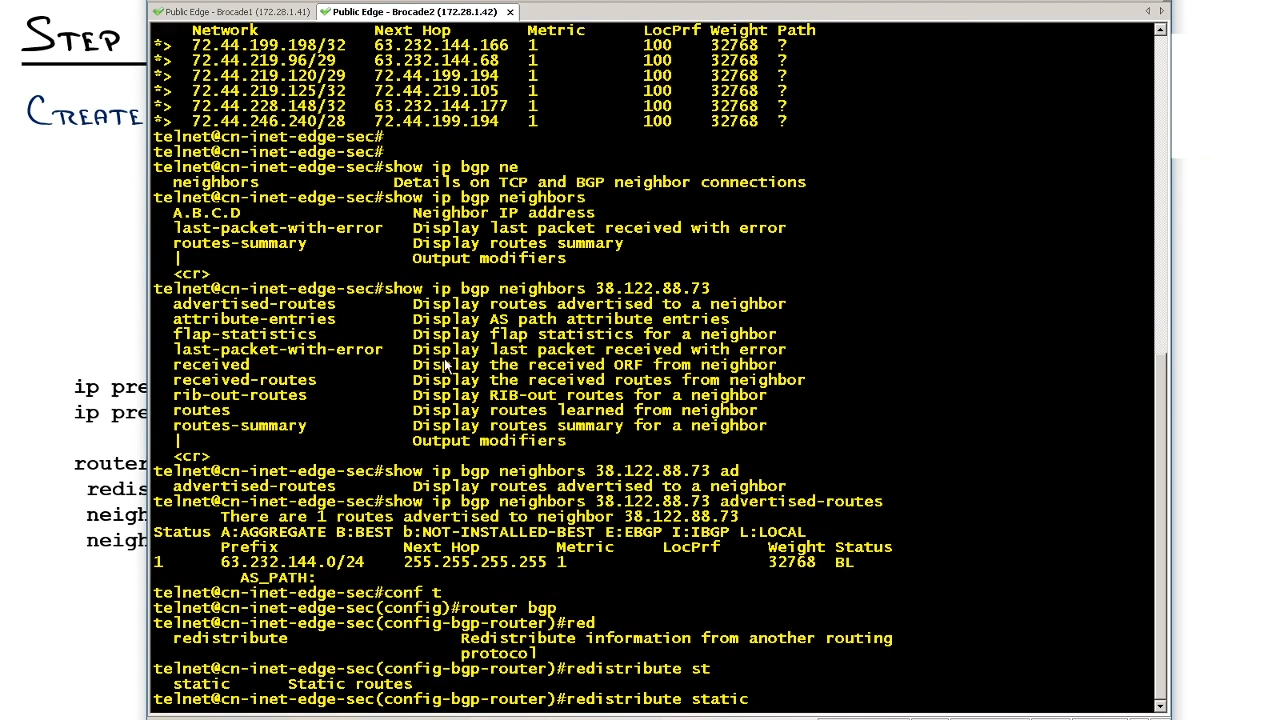 STEP
CREATE
ip pre
ip pre
router
redis
neigh
neigh
Public Edge - Brocade1 (172.28.1.41)
Public Edge - Brocade2 (172.28.1.42)
Network Next Hop Metric LocPrf Weight Path
*> 72.44.199.198/32 63.232.144.166 1 100 32768 ?
*> 72.44.219.96/29 63.232.144.68 1 100 32768 ?
*> 72.44.219.120/29 72.44.199.194 1 100 32768 ?
*> 72.44.219.125/32 72.44.219.105 1 100 32768 ?
*> 72.44.228.148/32 63.232.144.177 1 100 32768 ?
*> 72.44.246.240/28 72.44.199.194 1 100 32768 ?
telnet@cn-inet-edge-sec#
telnet@cn-inet-edge-sec#
telnet@cn-inet-edge-sec#show ip bgp ne
neighbors Details on TCP and BGP neighbor connections
telnet@cn-inet-edge-sec#show ip bgp neighbors
A.B.C.D Neighbor IP address
last-packet-with-error Display last packet received with error
routes-summary Display routes summary
| Output modifiers
<cr>
telnet@cn-inet-edge-sec#show ip bgp neighbors 38.122.88.73
advertised-routes Display routes advertised to a neighbor
attribute-entries Display AS path attribute entries
flap-statistics Display flap statistics for a neighbor
last-packet-with-error Display last packet received with error
received Display the received ORF from neighbor
received-routes Display the received routes from neighbor
rib-out-routes Display RIB-out routes for a neighbor
routes Display routes learned from neighbor
routes-summary Display routes summary for a neighbor
| Output modifiers
<cr>
telnet@cn-inet-edge-sec#show ip bgp neighbors 38.122.88.73 ad
advertised-routes Display routes advertised to a neighbor
telnet@cn-inet-edge-sec#show ip bgp neighbors 38.122.88.73 advertised-routes
There are 1 routes advertised to neighbor 38.122.88.73
Status A:AGGREGATE B:BEST b:NOT-INSTALLED-BEST E:EBGP I:IBGP L:LOCAL
Prefix Next Hop Metric LocPrf Weight Status
1 63.232.144.0/24 255.255.255.255 1 32768 BL
AS_PATH:
telnet@cn-inet-edge-sec#conf t
telnet@cn-inet-edge-sec(config)#router bgp
telnet@cn-inet-edge-sec(config-bgp-router)#red
redistribute Redistribute information from another routing
protocol
telnet@cn-inet-edge-sec(config-bgp-router)#redistribute st
static Static routes
telnet@cn-inet-edge-sec(config-bgp-router)#redistribute static